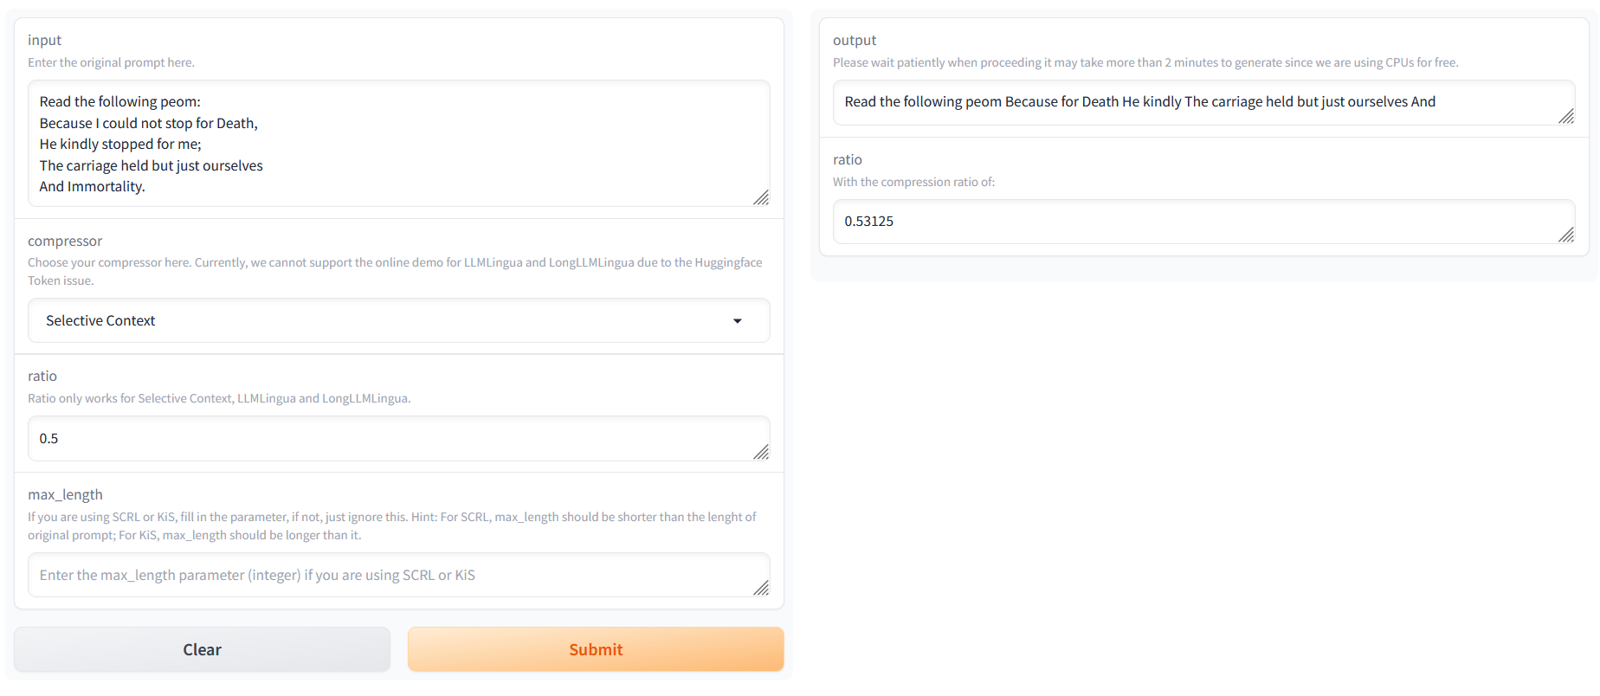 input
Enter the original prompt here.
Read the following peom:
Because I could not stop for Death,
He kindly stopped for me;
The carriage held but just ourselves
And Immortality.
compressor
Choose your compressor here. Currently, we cannot support the online demo for LLMLingua and LongLLMLingua due to the Huggingface
Token issue.
Selective Context
ratio
Ratio only works for Selective Context, LLMLingua and LongLLMLingua.
0.5
max_length
If you are using SCRL or KiS, fill in the parameter, if not, just ignore this. Hint: For SCRL, max_length should be shorter than the lenght of
original prompt; For KiS, max_length should be longer than it.
Enter the max_length parameter (integer) if you are using SCRL or KiS
Clear
Submit
output
Please wait patiently when proceeding it may take more than 2 minutes to generate since we are using CPUs for free.
Read the following peom Because for Death He kindly The carriage held but just ourselves And
ratio
With the compression ratio of:
0.53125